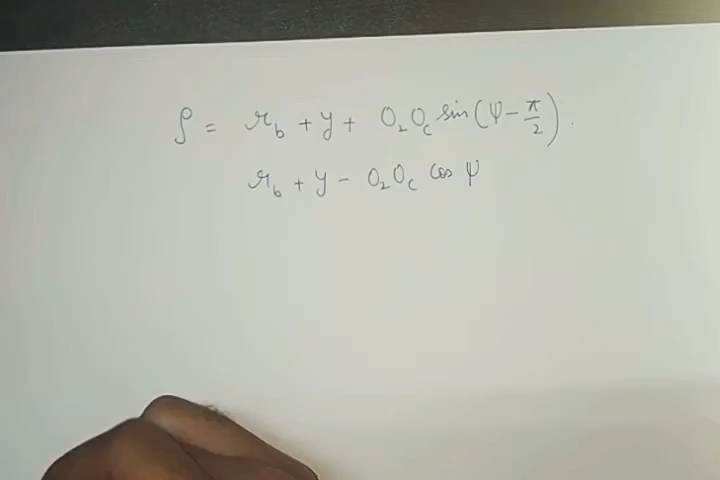 ρ = r_b + y + O₂O_c sin(ψ − π/2).
r_b + y − O₂O_c cos ψ